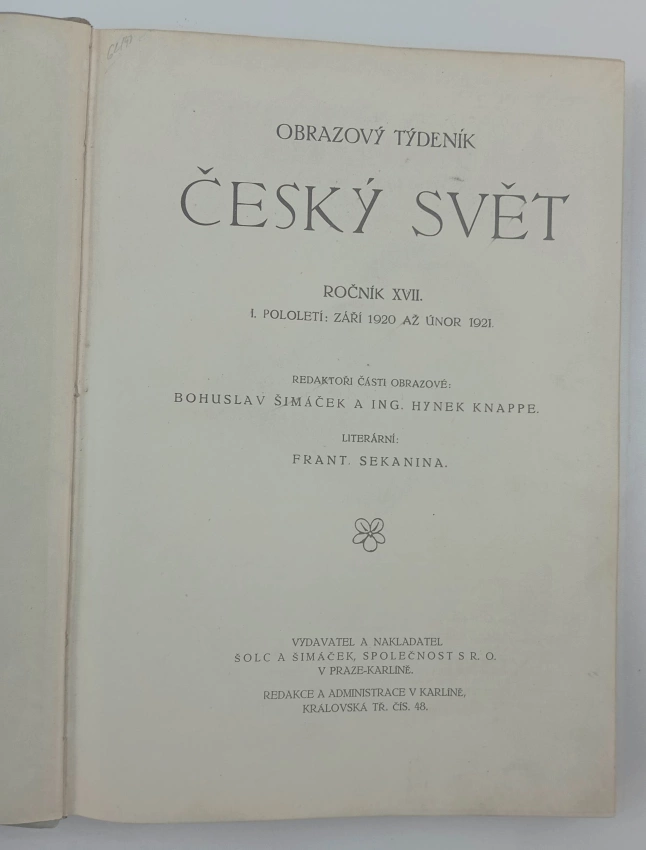 OBRAZOVÝ TÝDENÍK
ČESKÝ SVĚT
ROČNÍK XVII.
I. POLOLETÍ: ZÁŘÍ 1920 AŽ ÚNOR 1921.
REDAKTOŘI ČÁSTI OBRAZOVÉ:
BOHUSLAV ŠIMÁČEK A ING. HYNEK KNAPPE.
LITERÁRNÍ:
FRANT. SEKANINA.
VYDAVATEL A NAKLADATEL
ŠOLC A ŠIMÁČEK, SPOLEČNOST S R. O.
V PRAZE-KARLÍNĚ.
REDAKCE A ADMINISTRACE V KARLÍNĚ,
KRÁLOVSKÁ TŘ. ČÍS. 48.